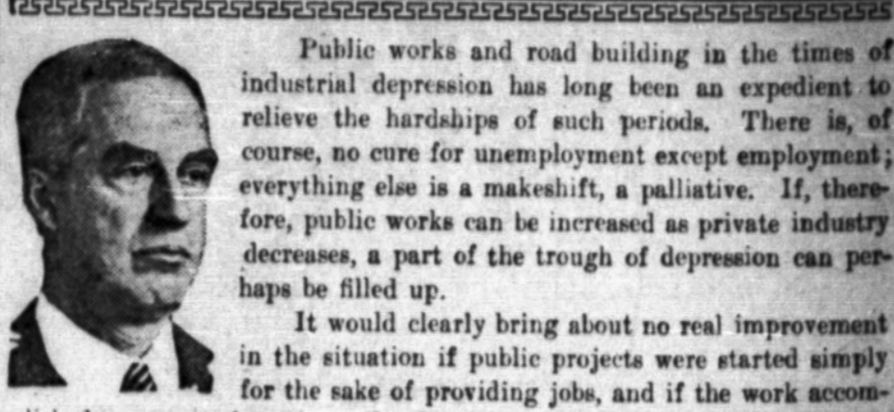 Public works and road building in the times of
industrial depression has long been an expedient to
relieve the hardships of such periods. There is, of
course, no cure for unemployment except employment;
everything else is a makeshift, a palliative. If, there-
fore, public works can be increased as private industry
decreases, a part of the trough of depression can per-
haps be filled up.
It would clearly bring about no real improvement
in the situation if public projects were started simply
for the sake of providing jobs, and if the work accom-